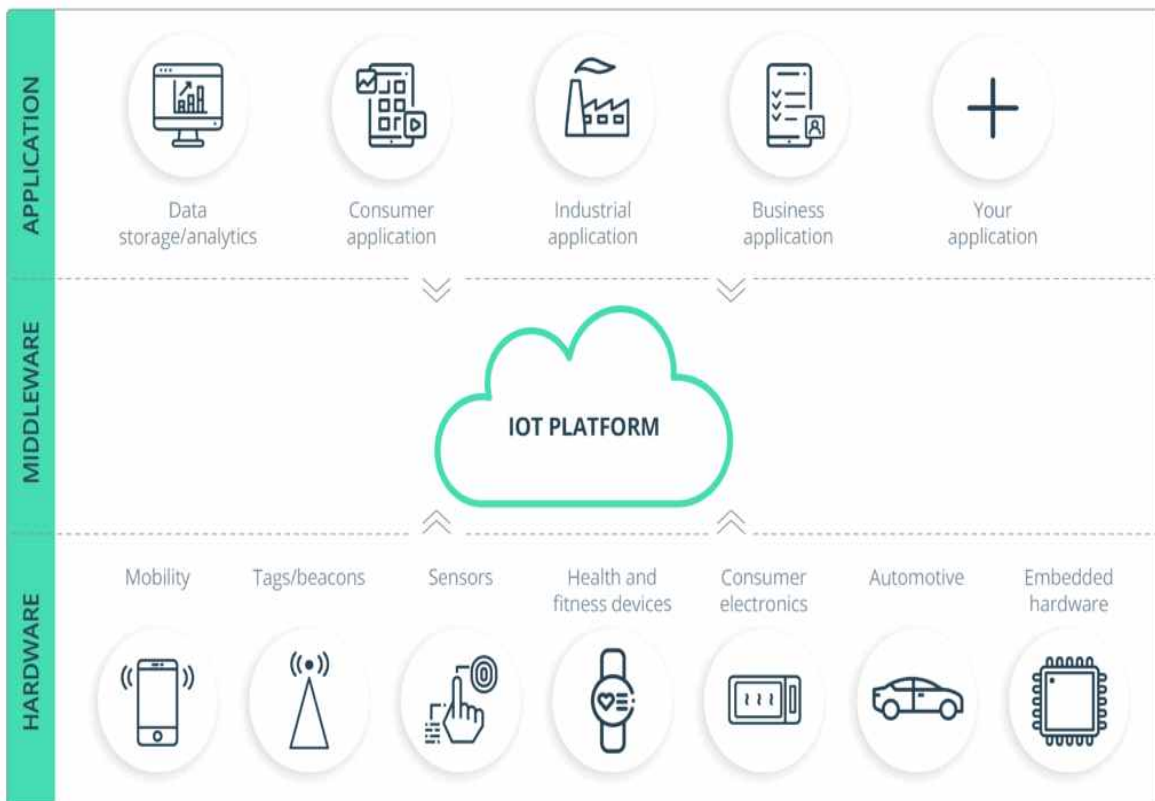 APPLICATION
Data
storage/analytics
Consumer
application
Industrial
application
Business
application
Your
application
MIDDLEWARE
IOT PLATFORM
HARDWARE
Mobility
Tags/beacons
Sensors
Health and
fitness devices
Consumer
electronics
Automotive
Embedded
hardware